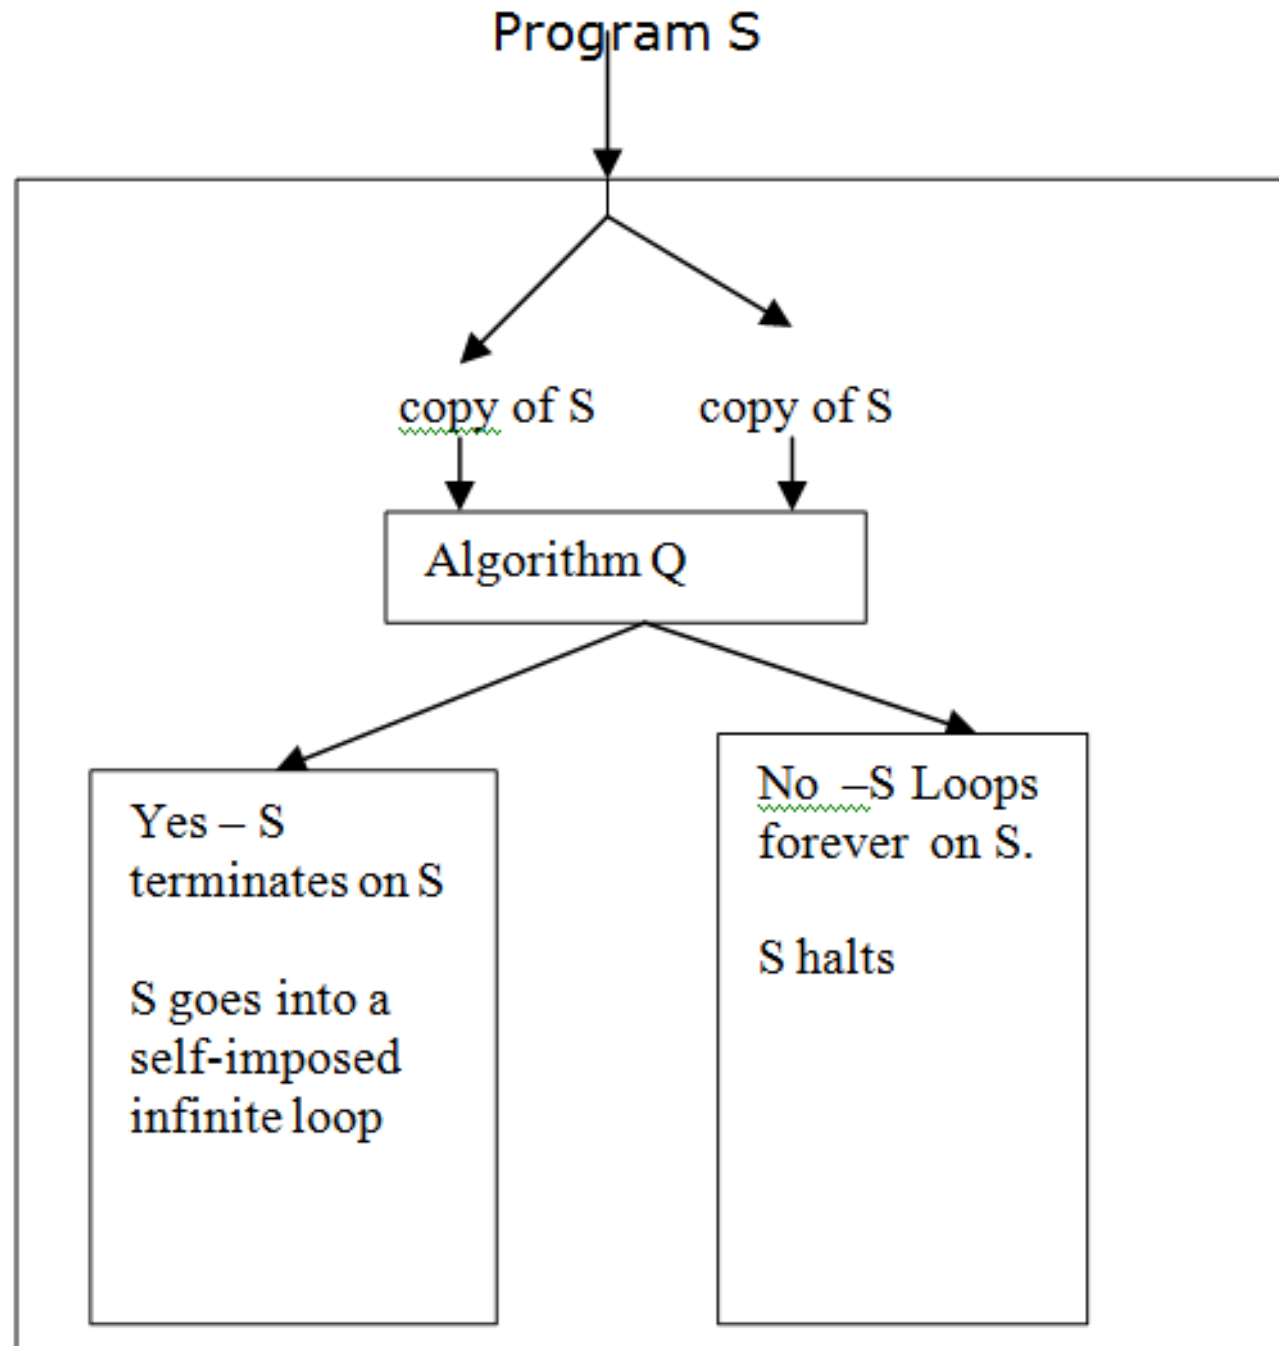 Program S
copy of S
copy of S
Algorithm Q
Yes – S
terminates on S
S goes into a
self-imposed
infinite loop
No –S Loops
forever on S.
S halts